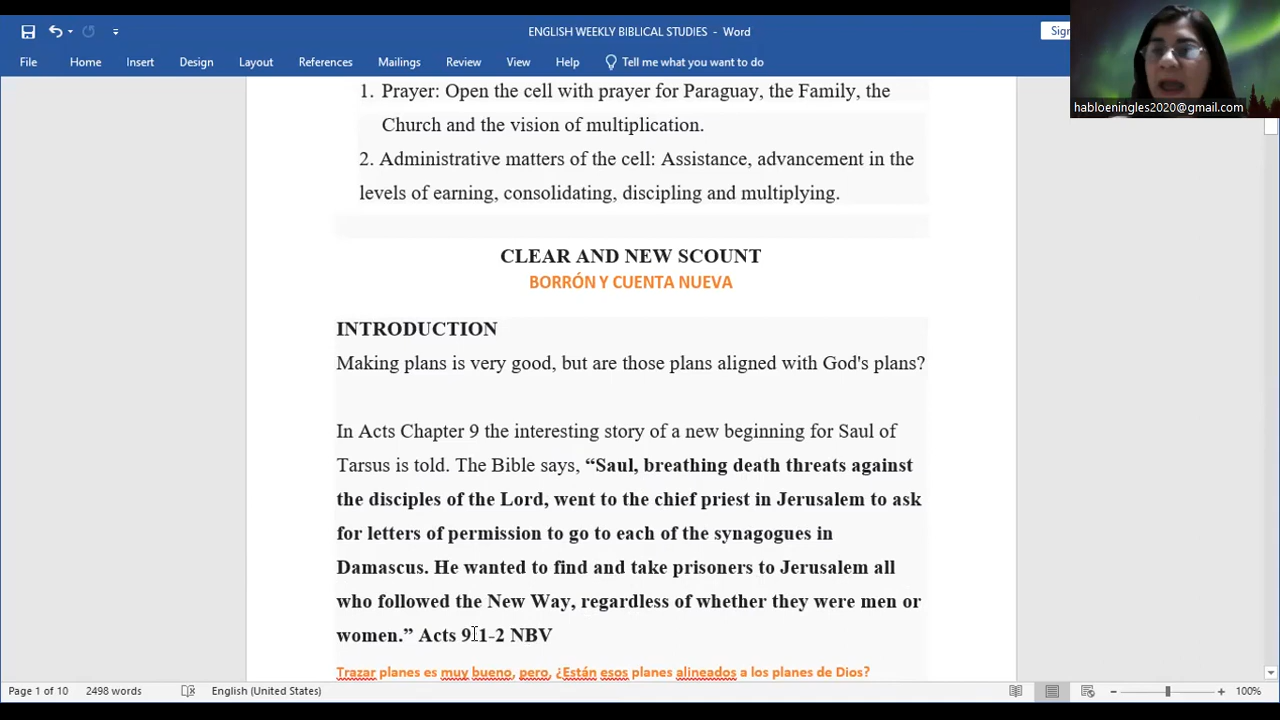 ENGLISH WEEKLY BIBLICAL STUDIES - Word
Sign
File Home Insert Design Layout References Mailings Review View Help Tell me what you want to do
habloeningles2020@gmail.com
1. Prayer: Open the cell with prayer for Paraguay, the Family, the
Church and the vision of multiplication.
2. Administrative matters of the cell: Assistance, advancement in the
levels of earning, consolidating, discipling and multiplying.
CLEAR AND NEW SCOUNT
BORRÓN Y CUENTA NUEVA
INTRODUCTION
Making plans is very good, but are those plans aligned with God's plans?
In Acts Chapter 9 the interesting story of a new beginning for Saul of
Tarsus is told. The Bible says, “Saul, breathing death threats against
the disciples of the Lord, went to the chief priest in Jerusalem to ask
for letters of permission to go to each of the synagogues in
Damascus. He wanted to find and take prisoners to Jerusalem all
who followed the New Way, regardless of whether they were men or
women.” Acts 9:1-2 NBV
Trazar planes es muy bueno, pero, ¿Están esos planes alineados a los planes de Dios?
Page 1 of 10 2498 words English (United States) 100%